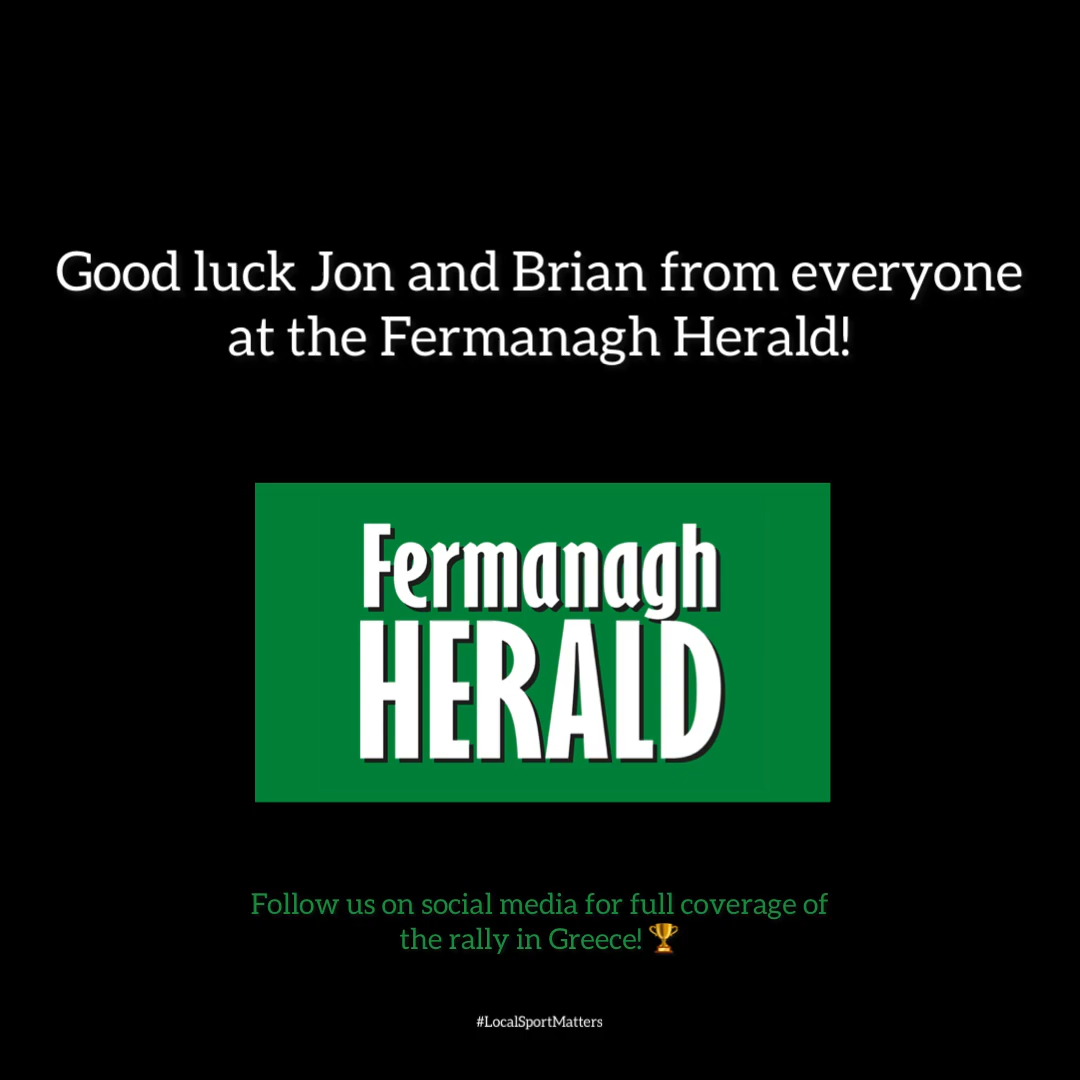 Good luck Jon and Brian from everyone
at the Fermanagh Herald!
Fermanagh
HERALD
Follow us on social media for full coverage of
the rally in Greece! 🏆
#LocalSportMatters